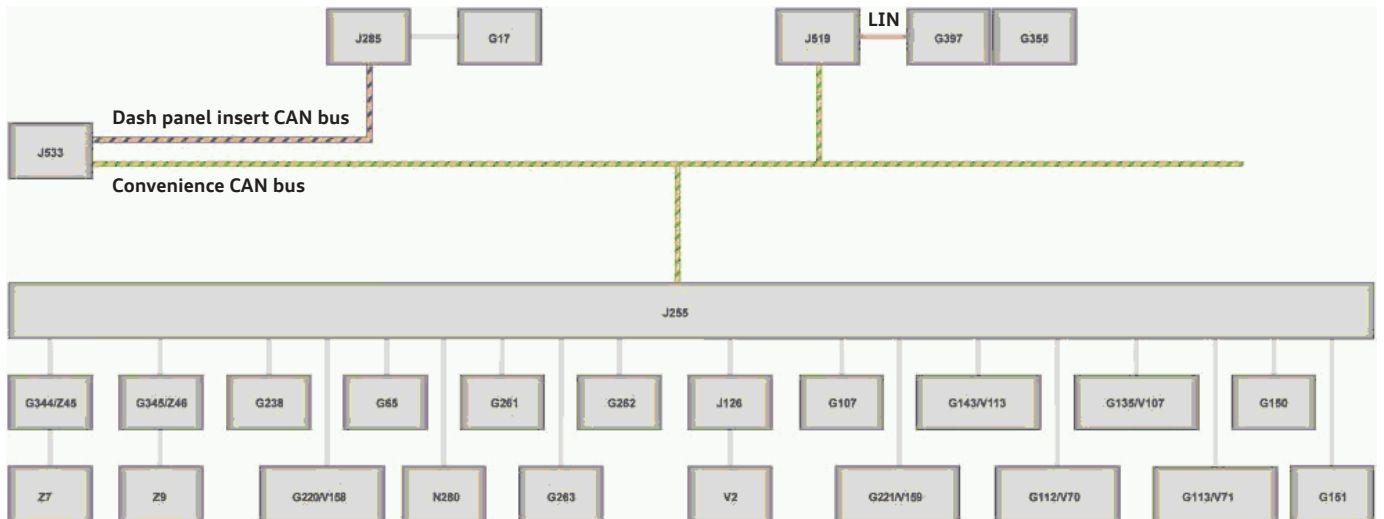 LIN
J285
G17
J519
G397
G355
Dash panel insert CAN bus
J533
Convenience CAN bus
J255
G344/Z45
G345/Z46
G238
G65
G261
G262
J126
G107
G143/V113
G135/V107
G150
Z7
Z9
G220/V158
N280
G263
V2
G221/V159
G112/V70
G113/V71
G151